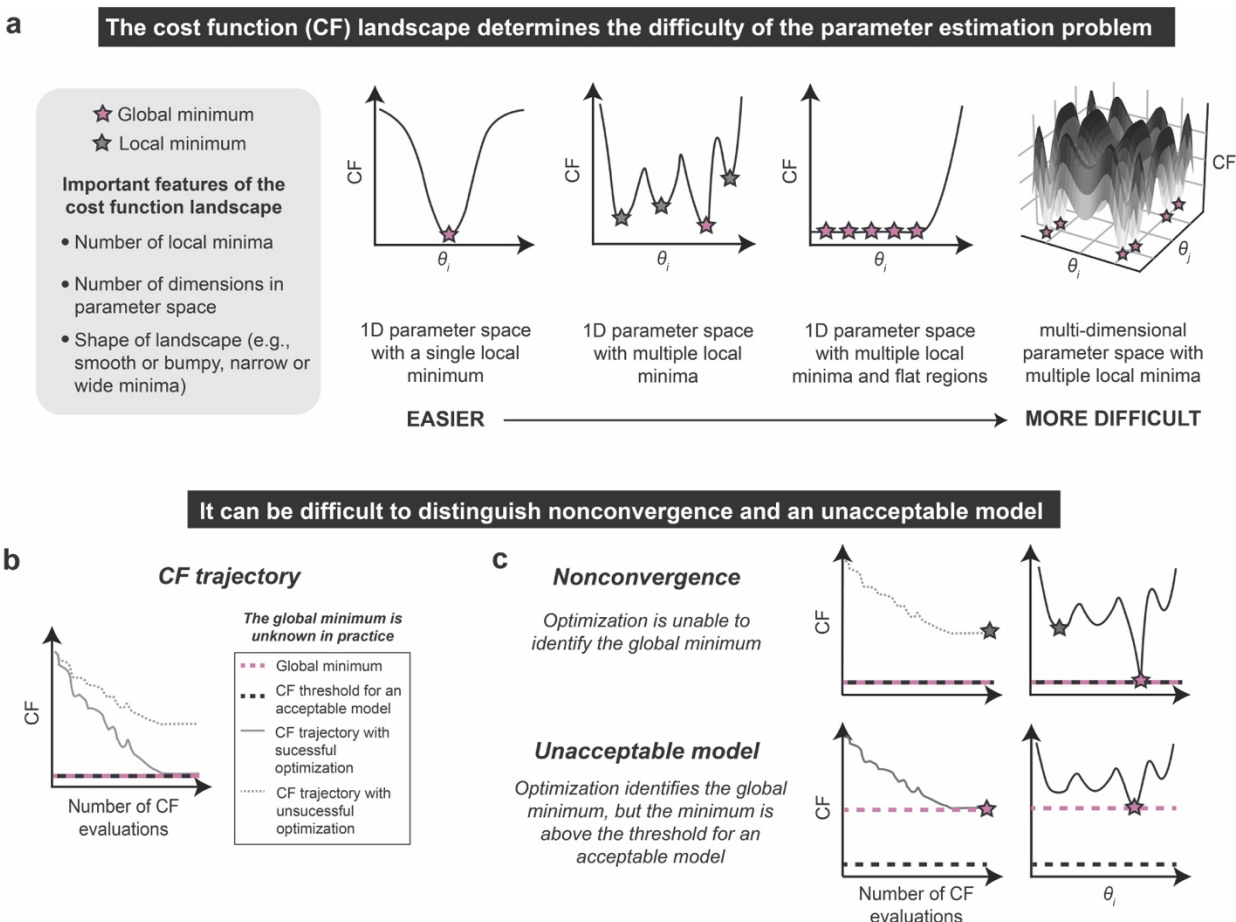 a
The cost function (CF) landscape determines the difficulty of the parameter estimation problem
Global minimum
Local minimum
Important features of the
cost function landscape
• Number of local minima
• Number of dimensions in
parameter space
• Shape of landscape (e.g.,
smooth or bumpy, narrow or
wide minima)
CF
θi
1D parameter space
with a single local
minimum
CF
θi
1D parameter space
with multiple local
minima
CF
θi
1D parameter space
with multiple local
minima and flat regions
CF
θi
θj
multi-dimensional
parameter space with
multiple local minima
EASIER
MORE DIFFICULT
It can be difficult to distinguish nonconvergence and an unacceptable model
b
CF trajectory
CF
Number of CF
evaluations
The global minimum is
unknown in practice
Global minimum
CF threshold for an
acceptable model
CF trajectory with
sucessful
optimization
CF trajectory with
unsucessful
optimization
c
Nonconvergence
Optimization is unable to
identify the global minimum
CF
Unacceptable model
Optimization identifies the global
minimum, but the minimum is
above the threshold for an
acceptable model
CF
Number of CF
evaluations
θi